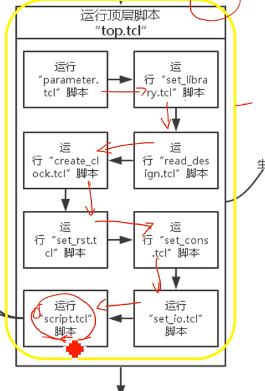 运行顶层脚本
“top.tcl”
运行
“parameter.
tcl” 脚本
运
行“set_libra
ry.tcl” 脚本
运
行“create_cl
ock.tcl” 脚本
运
行“read_des
ign.tcl” 脚本
运
行“set_rst.t
cl” 脚本
运
行“set_cons
.tcl” 脚本
运行
“script.tcl”
脚本
运行
“set_io.tcl”
脚本